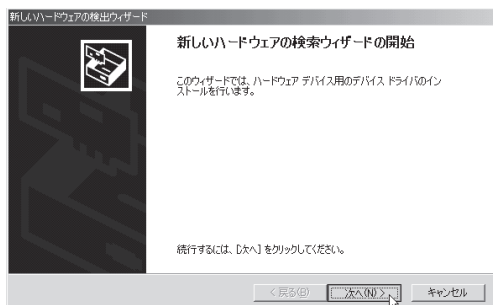 新しいハードウェアの検出ウィザード
新しいハードウェアの検索ウィザードの開始
このウィザードでは、ハードウェア デバイス用のデバイス ドライバのイン
ストールを行います。
続行するには、[次へ] をクリックしてください。
< 戻る(B)
次へ(N) >
キャンセル